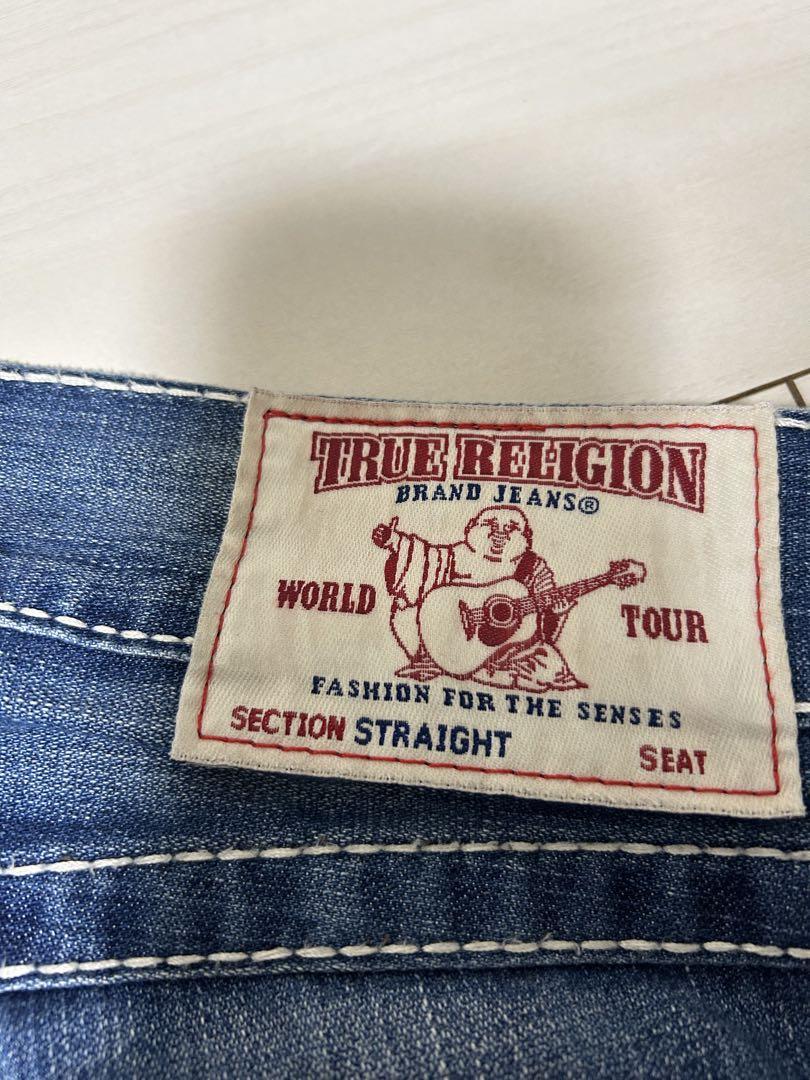 TRUE RELIGION
BRAND JEANS®
WORLD TOUR
FASHION FOR THE SENSES
SECTION STRAIGHT SEAT